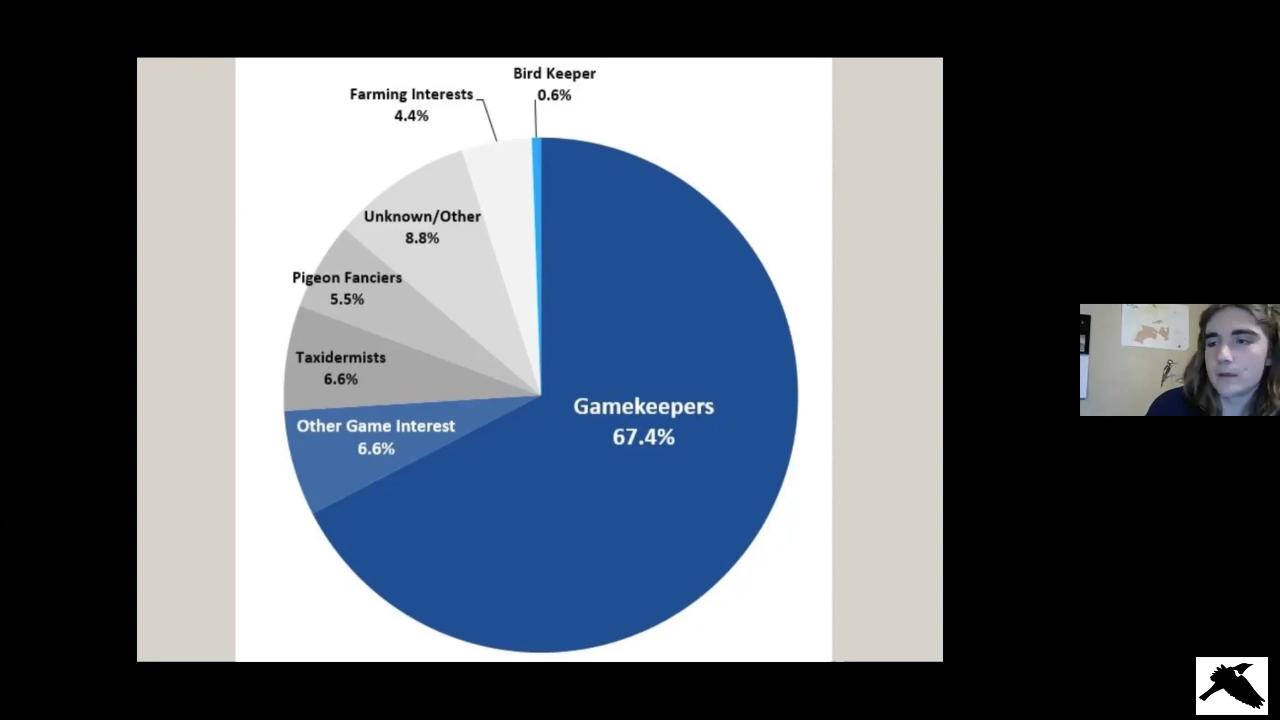 Bird Keeper
0.6%
Farming Interests
4.4%
Unknown/Other
8.8%
Pigeon Fanciers
5.5%
Taxidermists
6.6%
Other Game Interest
6.6%
Gamekeepers
67.4%